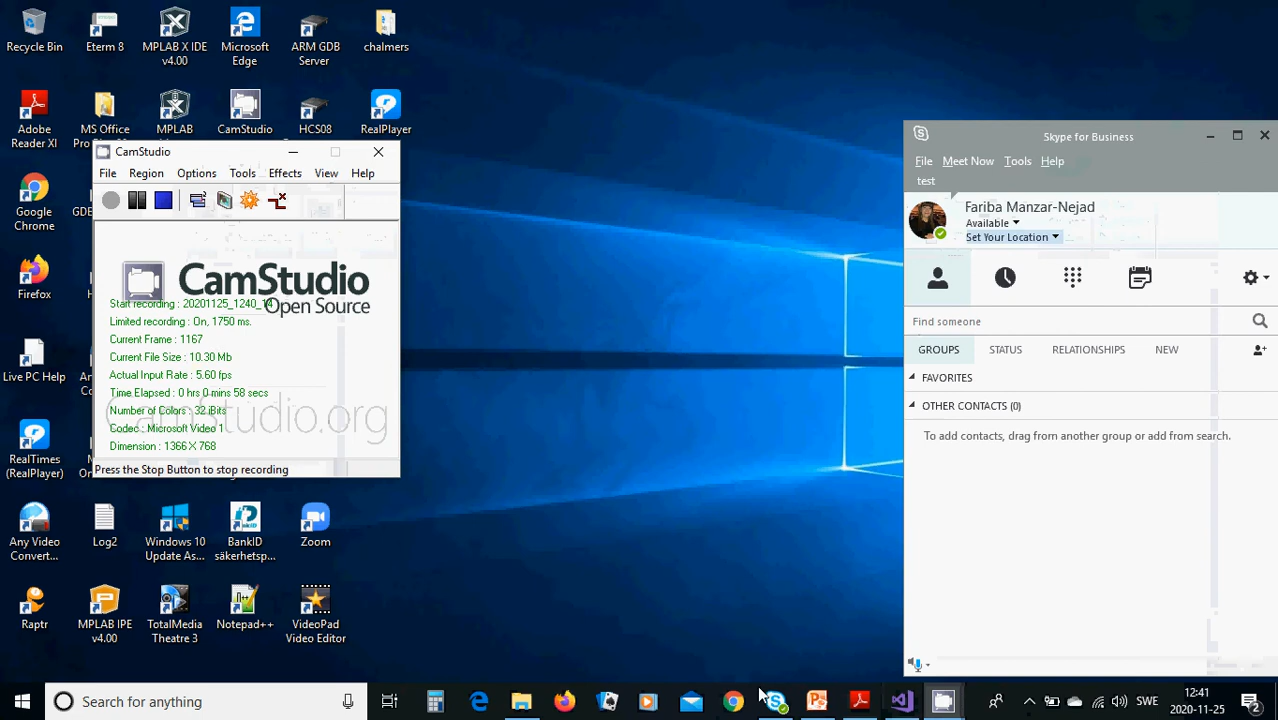 Recycle Bin
Eterm 8
MPLAB X IDE
v4.00
Microsoft
Edge
ARM GDB
Server
chalmers
Adobe
Reader XI
MS Office
MPLAB
CamStudio
HCS08
RealPlayer
CamStudio
File Region Options Tools Effects View Help
CamStudio
Open Source
Start recording : 20201125_1240_14
Limited recording : On, 1750 ms.
Current Frame : 1167
Current File Size : 10.30 Mb
Actual Input Rate : 5.60 fps
Time Elapsed : 0 hrs 0 mins 58 secs
Number of Colors : 32 Bits
Codec : Microsoft Video 1
Dimension : 1366 X 768
CamStudio.org
Press the Stop Button to stop recording
Google
Chrome
Firefox
Live PC Help
RealTimes
(RealPlayer)
Any Video
Convert...
Log2
Windows 10
Update As...
BankID
säkerhetsp...
Zoom
Raptr
MPLAB IPE
v4.00
TotalMedia
Theatre 3
Notepad++
VideoPad
Video Editor
Skype for Business
File Meet Now Tools Help
test
Fariba Manzar-Nejad
Available
Set Your Location
Find someone
GROUPS STATUS RELATIONSHIPS NEW
FAVORITES
OTHER CONTACTS (0)
To add contacts, drag from another group or add from search.
Search for anything
SWE
12:41
2020-11-25
2